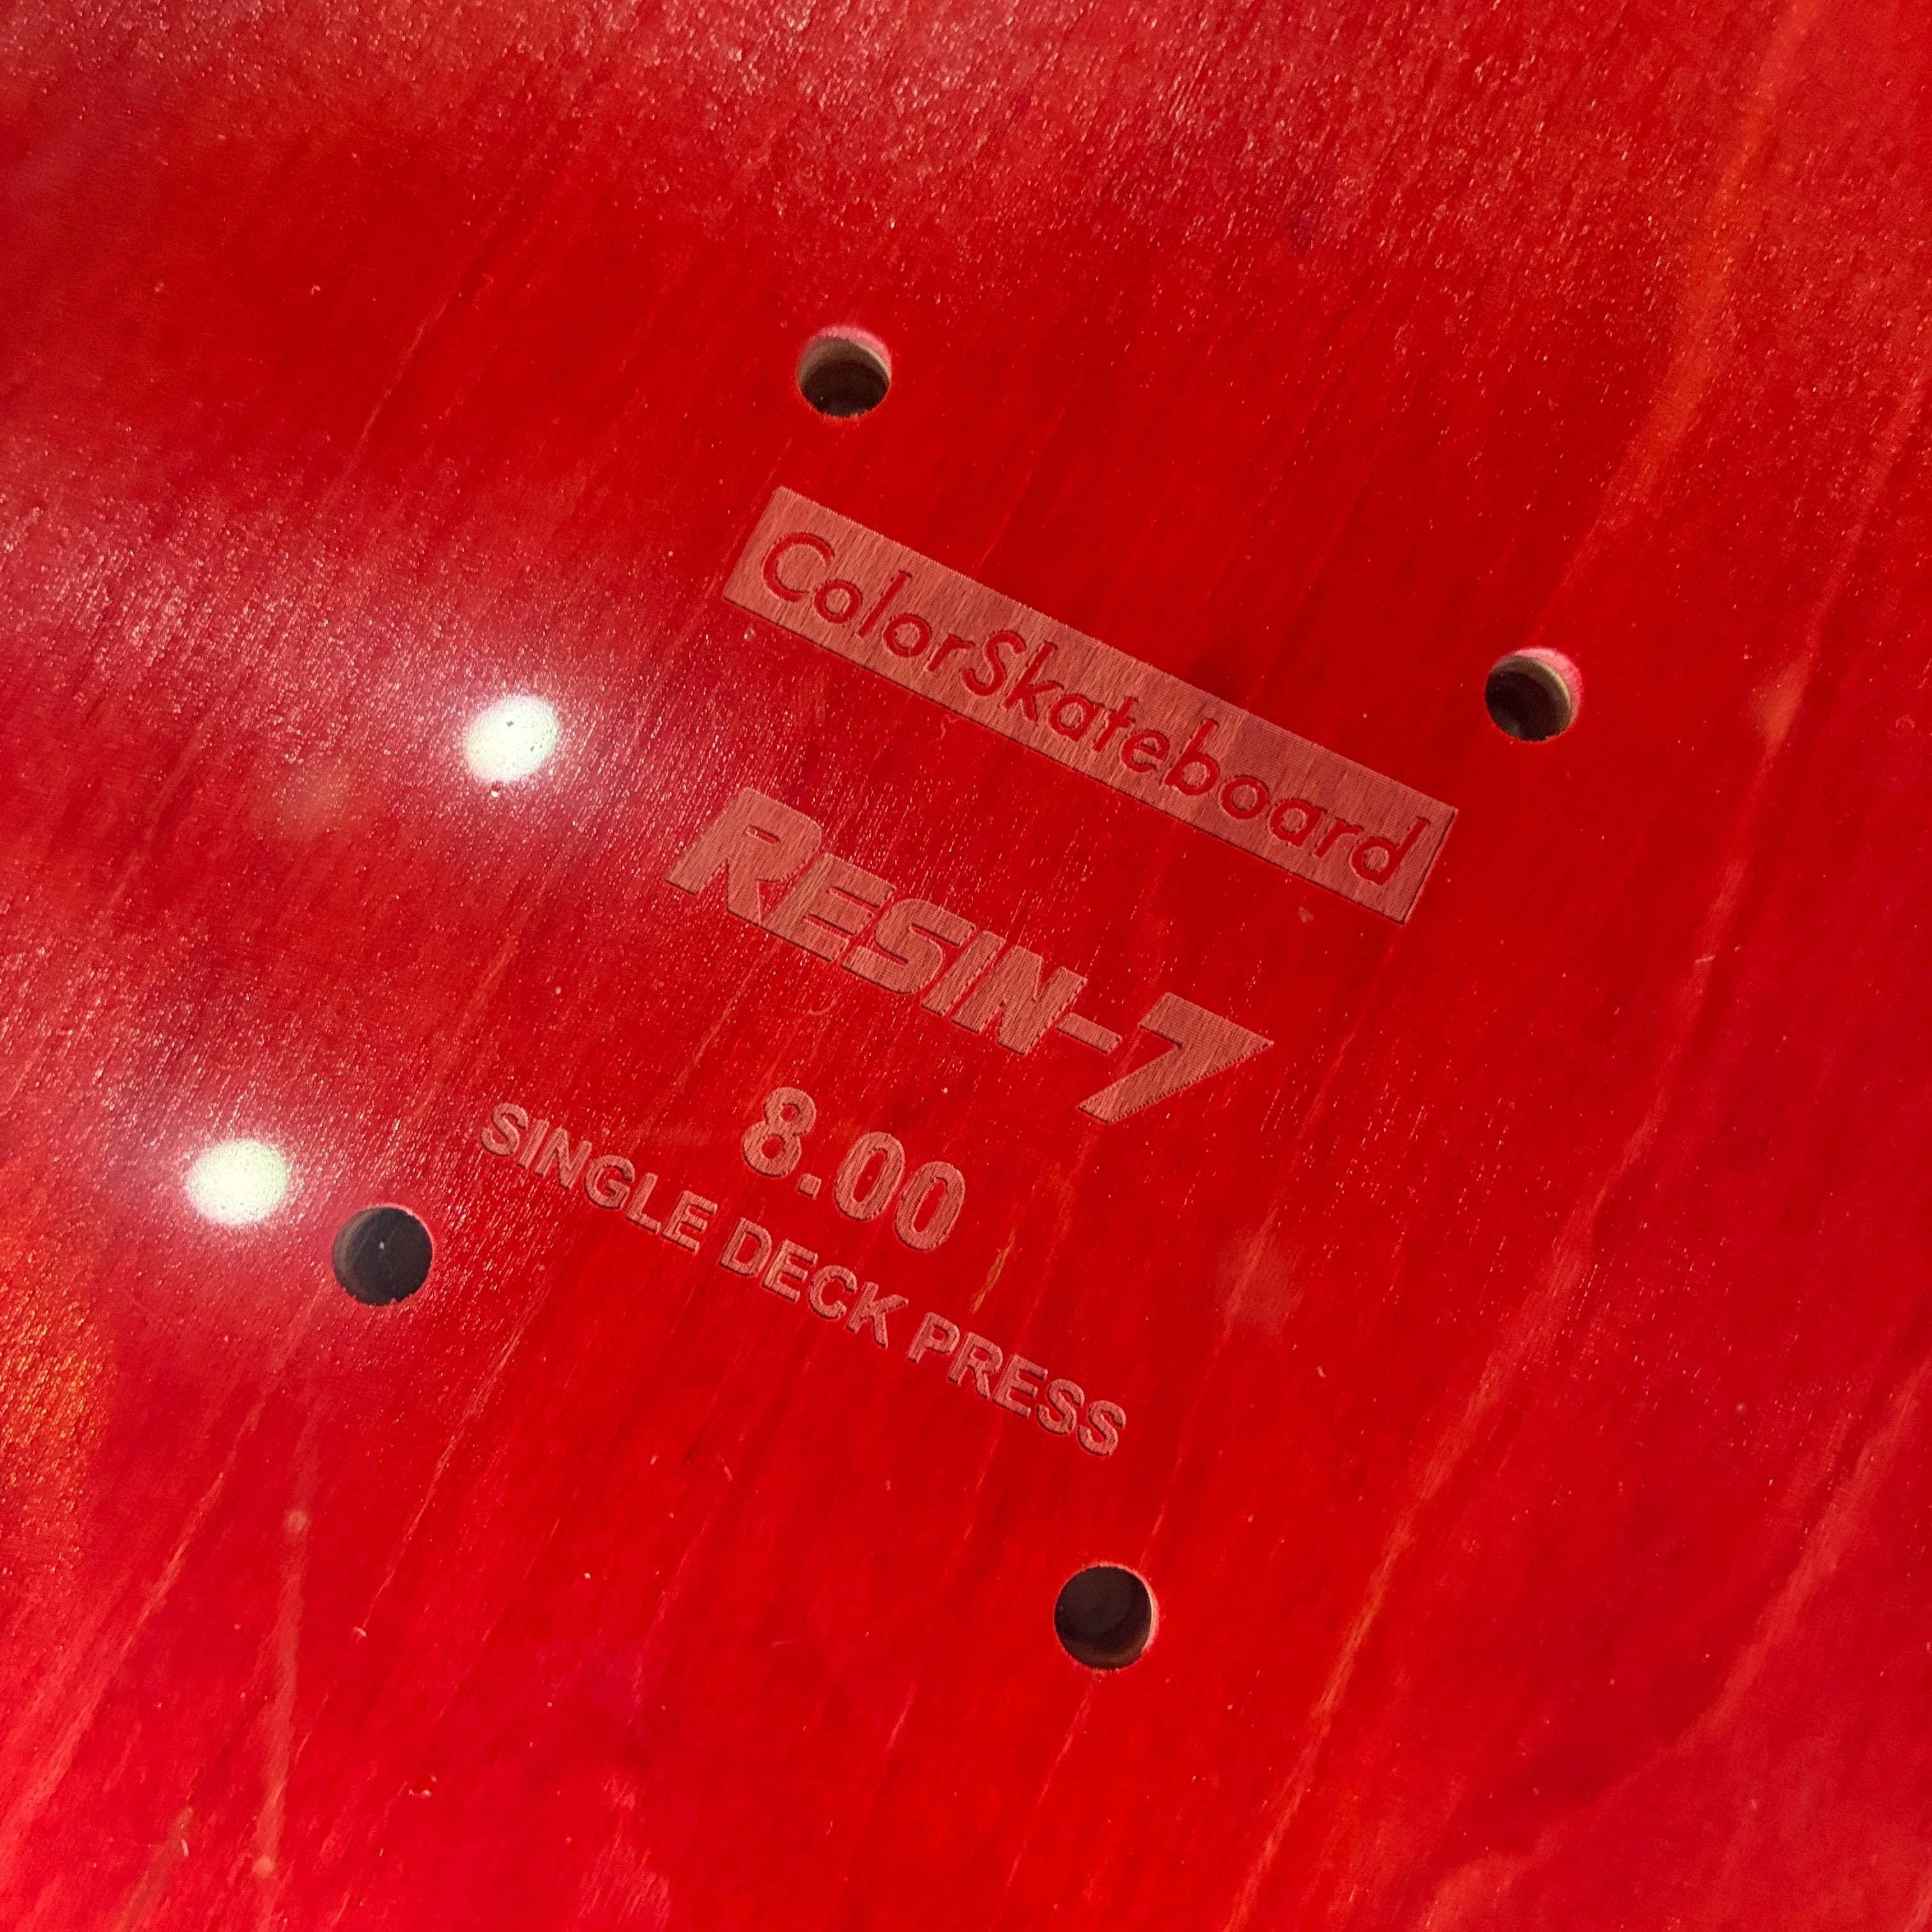 ColorSkateboard
RESIN-7
8.00
SINGLE DECK PRESS